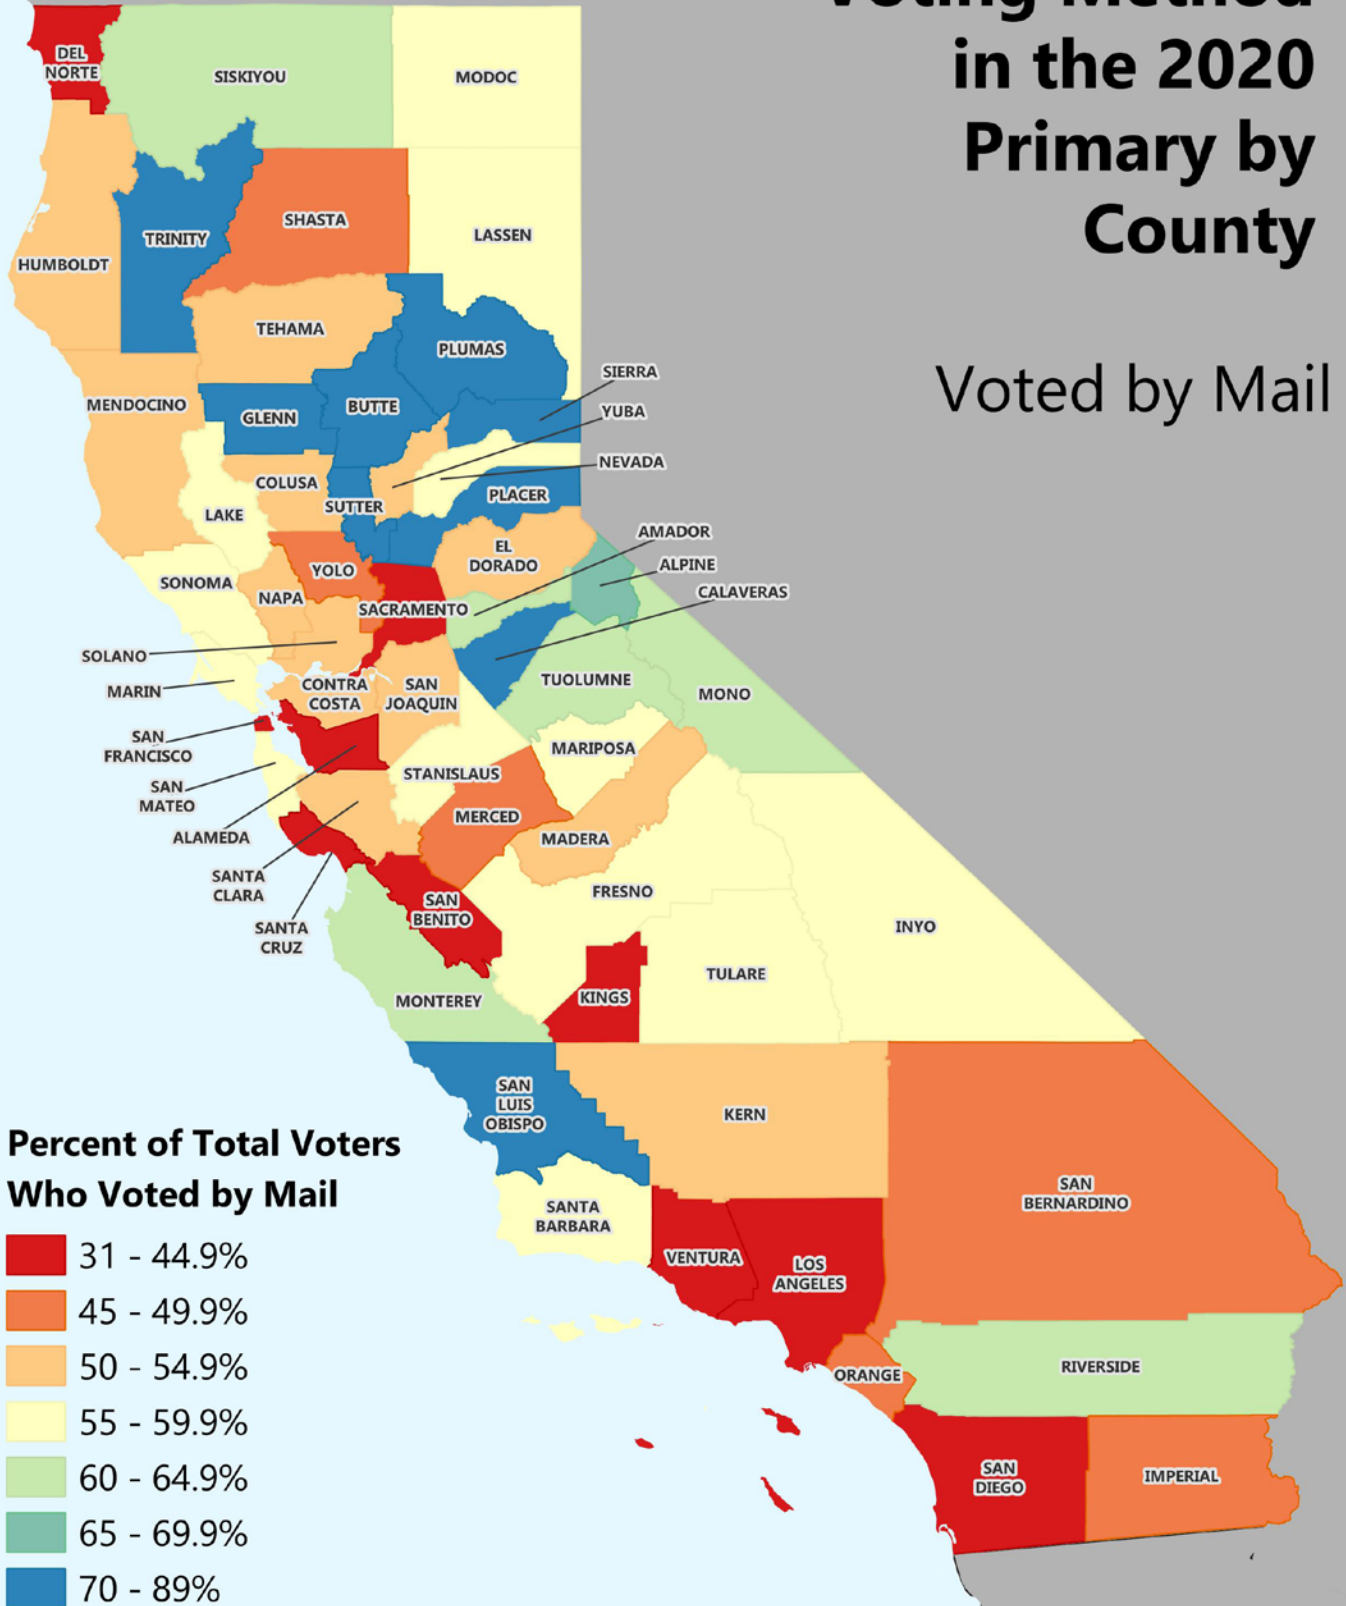 Voting Method
in the 2020
Primary by
County
Voted by Mail
DEL
NORTE
SISKIYOU
MODOC
SHASTA
TRINITY
LASSEN
HUMBOLDT
TEHAMA
PLUMAS
SIERRA
MENDOCINO
BUTTE
YUBA
GLENN
NEVADA
COLUSA
PLACER
SUTTER
LAKE
AMADOR
EL
DORADO
ALPINE
YOLO
SONOMA
CALAVERAS
NAPA
SACRAMENTO
SOLANO
TUOLUMNE
CONTRA
COSTA
SAN
JOAQUIN
MARIN
MONO
SAN
FRANCISCO
MARIPOSA
STANISLAUS
SAN
MATEO
MERCED
ALAMEDA
MADERA
SANTA
CLARA
FRESNO
SAN
BENITO
INYO
SANTA
CRUZ
TULARE
KINGS
MONTEREY
SAN
LUIS
OBISPO
KERN
SAN
BERNARDINO
SANTA
BARBARA
VENTURA
LOS
ANGELES
RIVERSIDE
ORANGE
SAN
DIEGO
IMPERIAL
Percent of Total Voters
Who Voted by Mail
31 - 44.9%
45 - 49.9%
50 - 54.9%
55 - 59.9%
60 - 64.9%
65 - 69.9%
70 - 89%